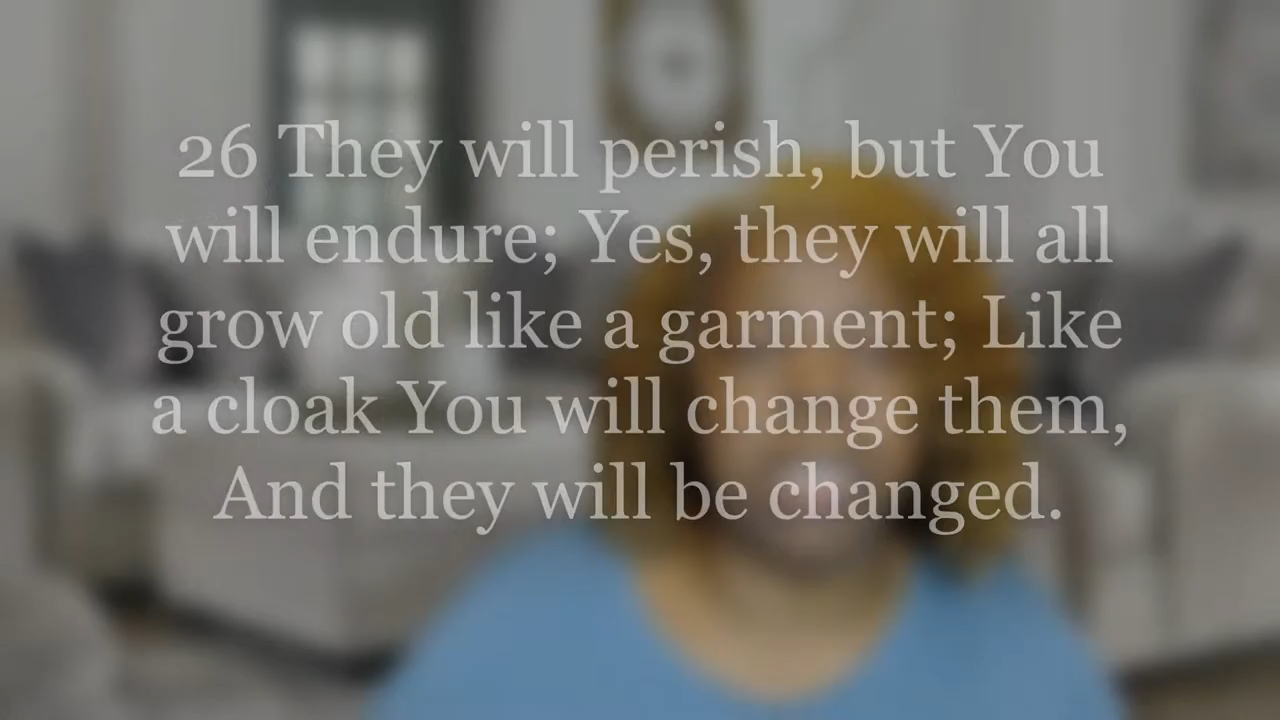 26 They will perish, but You
will endure; Yes, they will all
grow old like a garment; Like
a cloak You will change them,
And they will be changed.